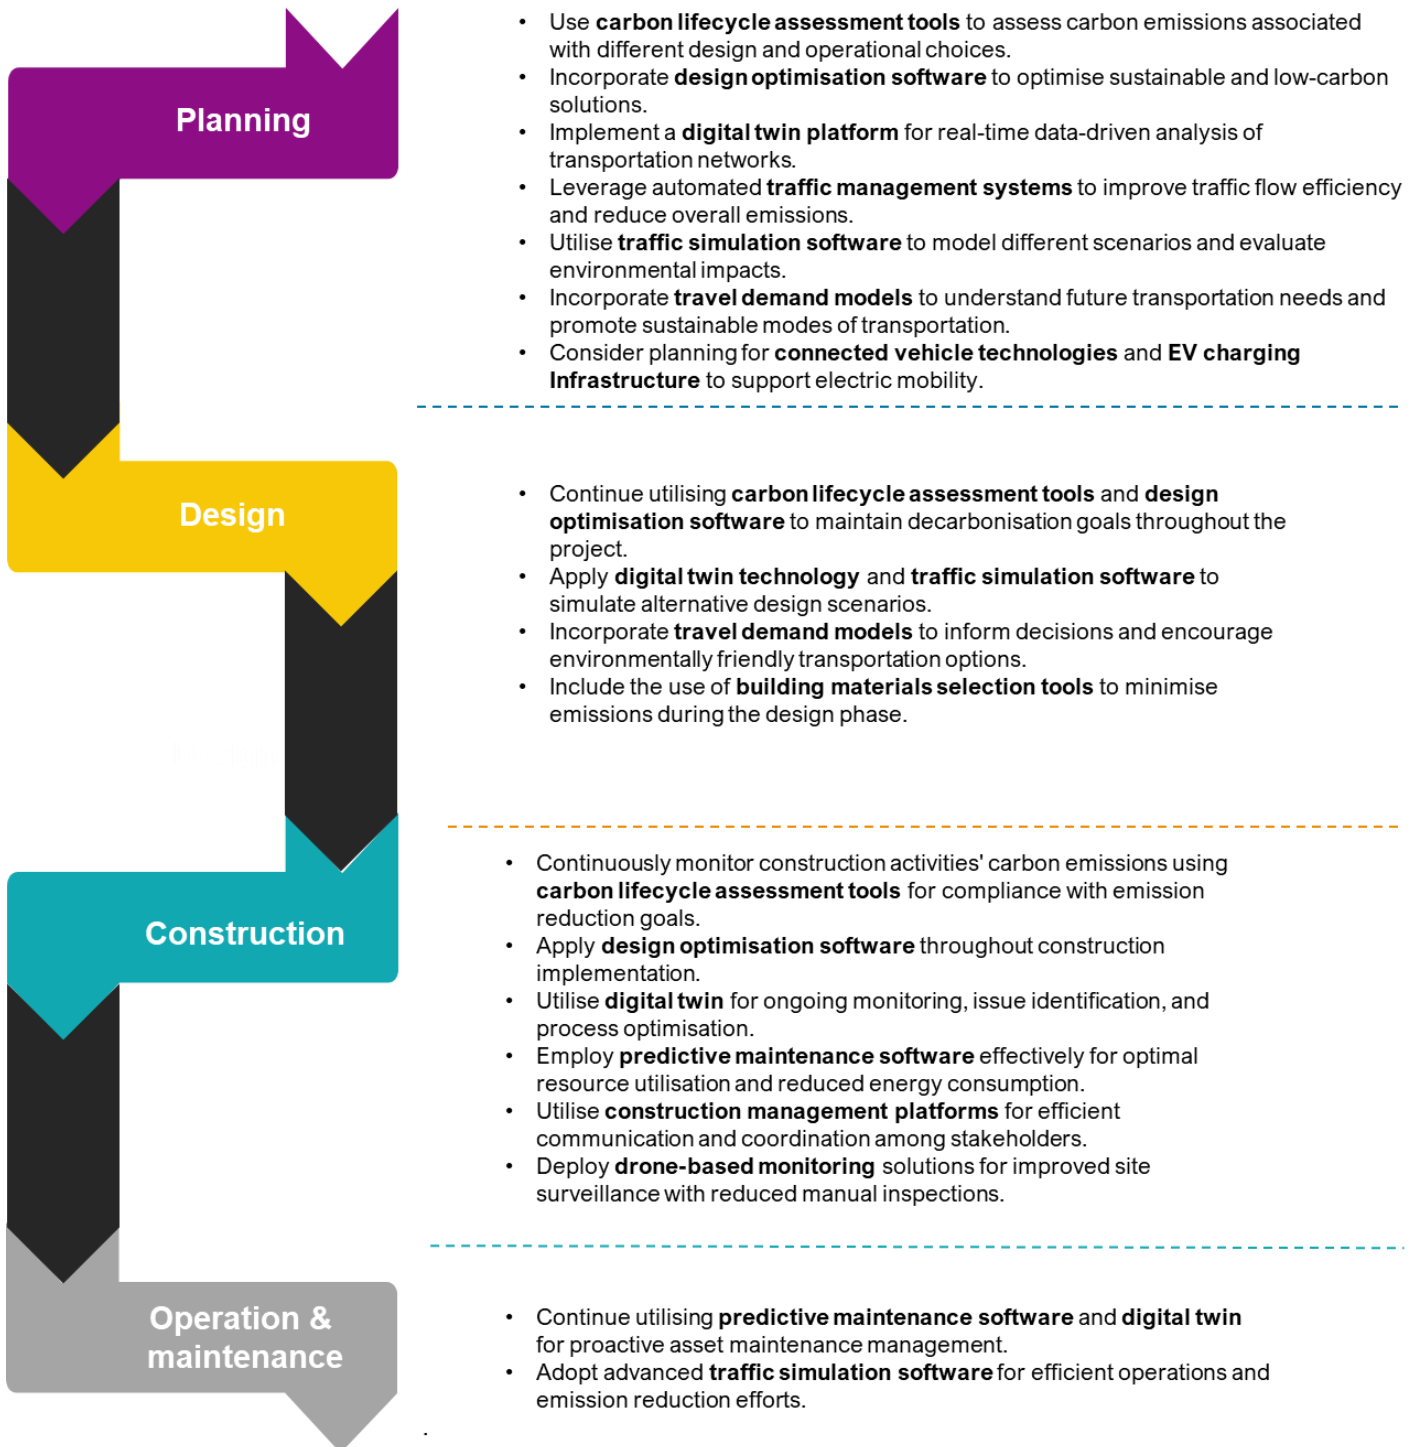 Planning
• Use carbon lifecycle assessment tools to assess carbon emissions associated
with different design and operational choices.
• Incorporate design optimisation software to optimise sustainable and low-carbon
solutions.
• Implement a digital twin platform for real-time data-driven analysis of
transportation networks.
• Leverage automated traffic management systems to improve traffic flow efficiency
and reduce overall emissions.
• Utilise traffic simulation software to model different scenarios and evaluate
environmental impacts.
• Incorporate travel demand models to understand future transportation needs and
promote sustainable modes of transportation.
• Consider planning for connected vehicle technologies and EV charging
Infrastructure to support electric mobility.
Design
• Continue utilising carbon lifecycle assessment tools and design
optimisation software to maintain decarbonisation goals throughout the
project.
• Apply digital twin technology and traffic simulation software to
simulate alternative design scenarios.
• Incorporate travel demand models to inform decisions and encourage
environmentally friendly transportation options.
• Include the use of building materials selection tools to minimise
emissions during the design phase.
Construction
• Continuously monitor construction activities' carbon emissions using
carbon lifecycle assessment tools for compliance with emission
reduction goals.
• Apply design optimisation software throughout construction
implementation.
• Utilise digital twin for ongoing monitoring, issue identification, and
process optimisation.
• Employ predictive maintenance software effectively for optimal
resource utilisation and reduced energy consumption.
• Utilise construction management platforms for efficient
communication and coordination among stakeholders.
• Deploy drone-based monitoring solutions for improved site
surveillance with reduced manual inspections.
Operation &
maintenance
• Continue utilising predictive maintenance software and digital twin
for proactive asset maintenance management.
• Adopt advanced traffic simulation software for efficient operations and
emission reduction efforts.
.